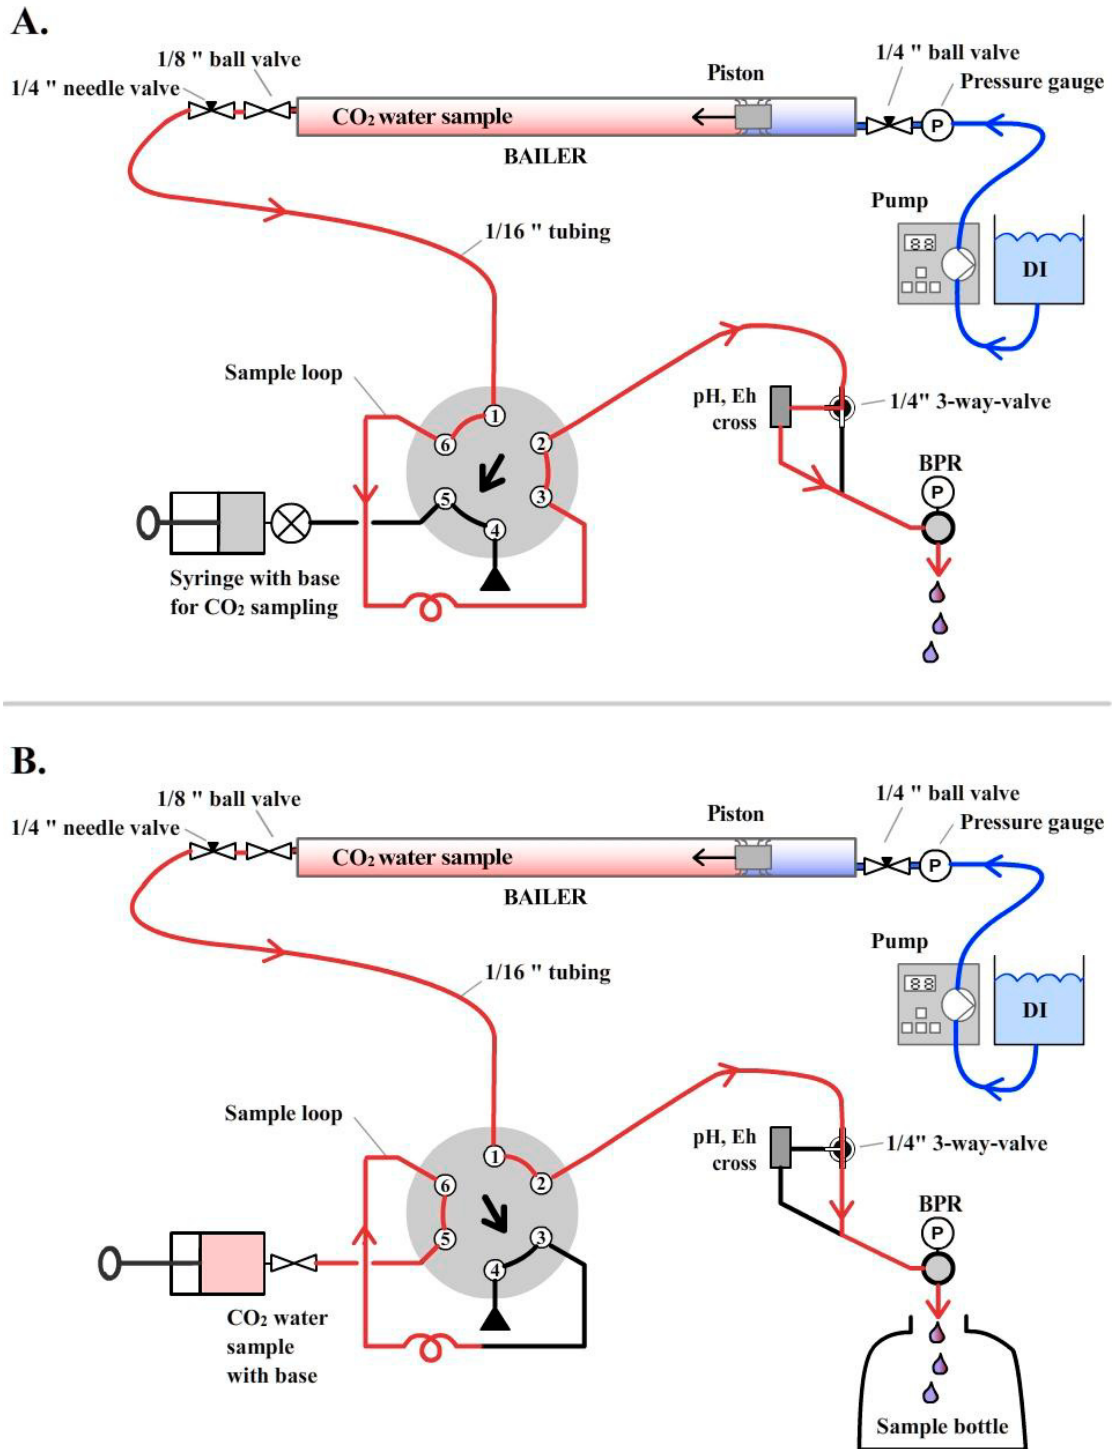 A.
1/8 " ball valve
1/4 " needle valve
1/4 " ball valve
Piston
Pressure gauge
CO₂ water sample
P
BAILER
Pump
1/16 " tubing
88
DI
Sample loop
pH, Eh
cross
1/4" 3-way-valve
1
6
2
BPR
P
5
3
4
Syringe with base
for CO₂ sampling
B.
1/8 " ball valve
1/4 " needle valve
1/4 " ball valve
Piston
Pressure gauge
CO₂ water sample
P
BAILER
Pump
1/16 " tubing
88
DI
Sample loop
pH, Eh
cross
1/4" 3-way-valve
1
6
2
BPR
P
5
3
4
CO₂ water
sample
with base
Sample bottle